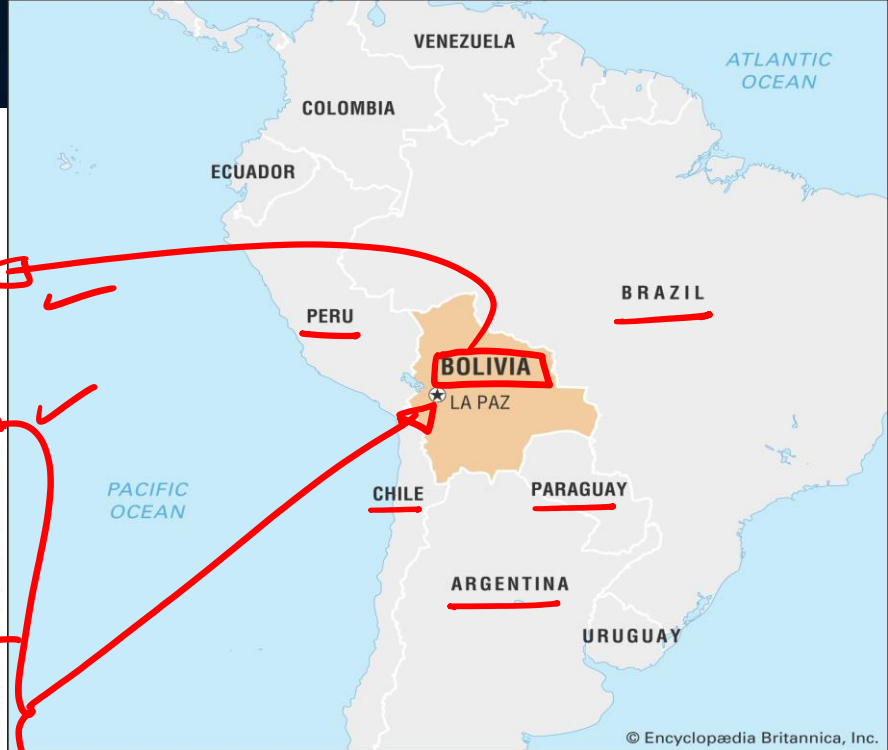 VENEZUELA
ATLANTIC
OCEAN
COLOMBIA
ECUADOR
BRAZIL
PERU
BOLIVIA
LA PAZ
PACIFIC
OCEAN
CHILE
PARAGUAY
ARGENTINA
URUGUAY
© Encyclopædia Britannica, Inc.